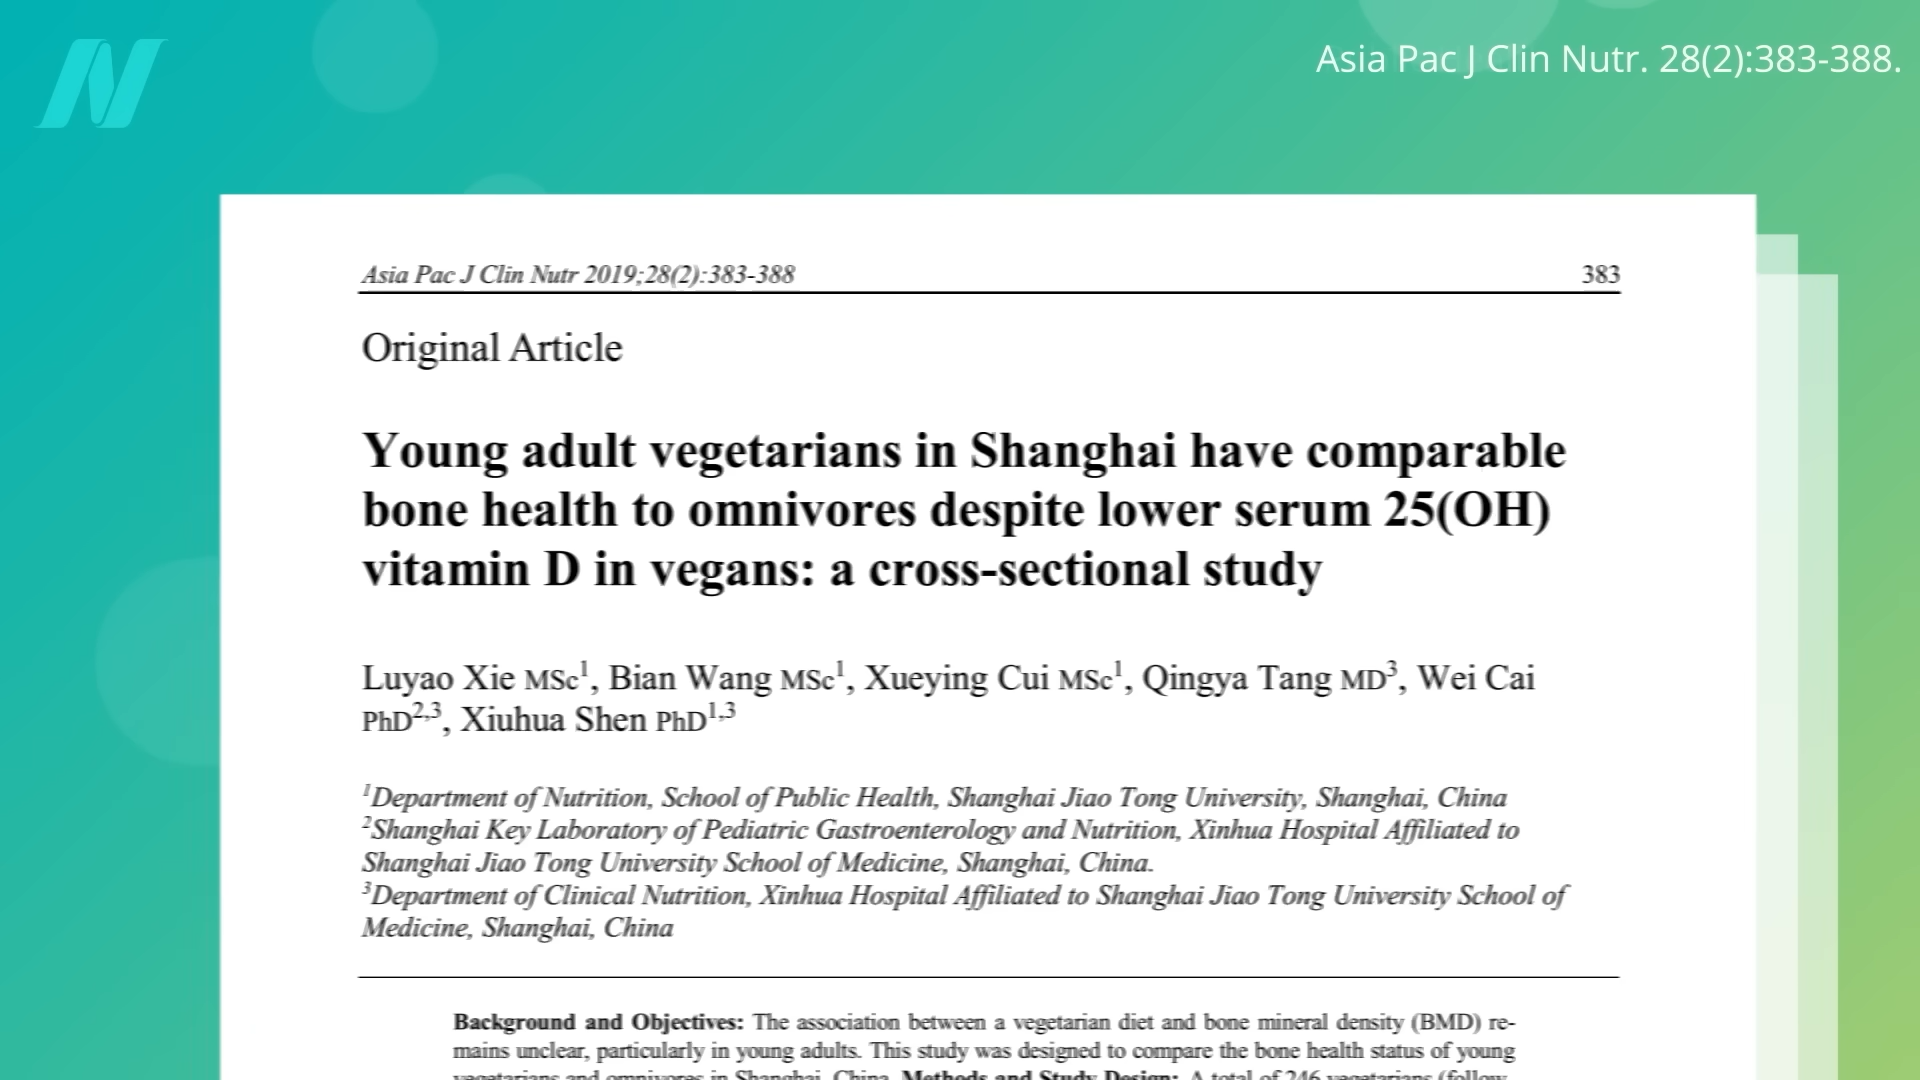 Asia Pac J Clin Nutr. 28(2):383-388.
Asia Pac J Clin Nutr 2019;28(2):383-388 383
Original Article
Young adult vegetarians in Shanghai have comparable
bone health to omnivores despite lower serum 25(OH)
vitamin D in vegans: a cross-sectional study
Luyao Xie MSc1, Bian Wang MSc1, Xueying Cui MSc1, Qingya Tang MD3, Wei Cai
PhD2,3, Xiuhua Shen PhD1,3
1Department of Nutrition, School of Public Health, Shanghai Jiao Tong University, Shanghai, China
2Shanghai Key Laboratory of Pediatric Gastroenterology and Nutrition, Xinhua Hospital Affiliated to
Shanghai Jiao Tong University School of Medicine, Shanghai, China.
3Department of Clinical Nutrition, Xinhua Hospital Affiliated to Shanghai Jiao Tong University School of
Medicine, Shanghai, China
Background and Objectives: The association between a vegetarian diet and bone mineral density (BMD) re-
mains unclear, particularly in young adults. This study was designed to compare the bone health status of young
vegetarians and omnivores in Shanghai, China. Methods and Study Design: A total of 246 vegetarians (follow-